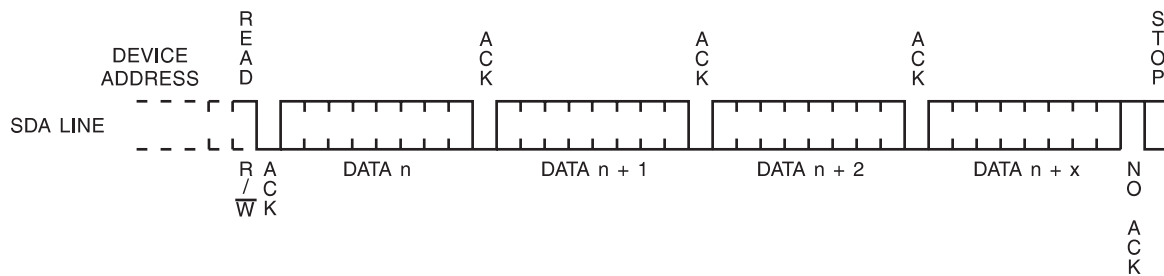 READ
ACK
ACK
ACK
STOP
DEVICE
ADDRESS
SDA LINE
R/W
ACK
DATA n
DATA n + 1
DATA n + 2
DATA n + x
NO ACK